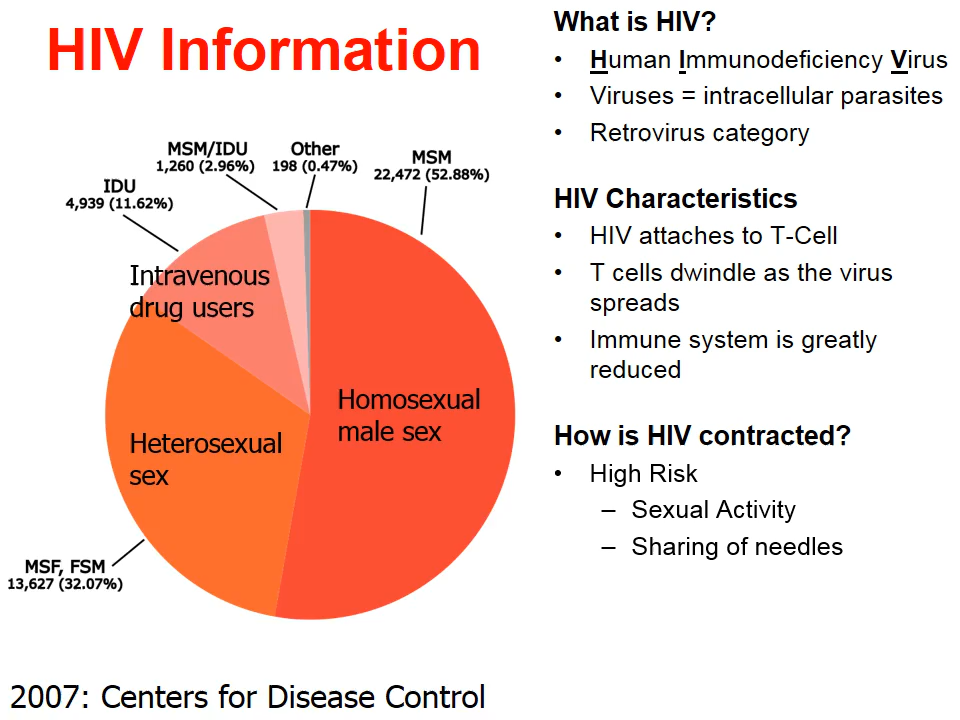 HIV Information
MSM/IDU
1,260 (2.96%)
Other
198 (0.47%)
MSM
22,472 (52.88%)
IDU
4,939 (11.62%)
Intravenous
drug users
Homosexual
male sex
Heterosexual
sex
MSF, FSM
13,627 (32.07%)
2007: Centers for Disease Control
What is HIV?
• Human Immunodeficiency Virus
• Viruses = intracellular parasites
• Retrovirus category
HIV Characteristics
• HIV attaches to T-Cell
• T cells dwindle as the virus
spreads
• Immune system is greatly
reduced
How is HIV contracted?
• High Risk
– Sexual Activity
– Sharing of needles